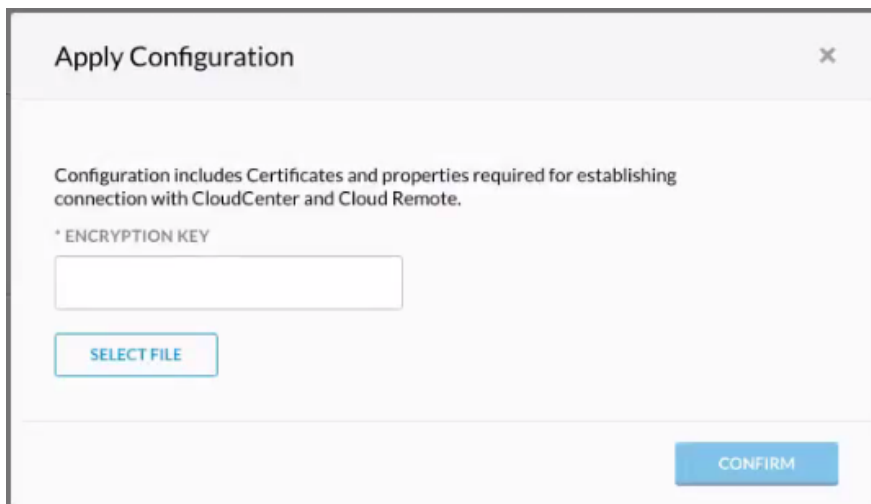 Apply Configuration
Configuration includes Certificates and properties required for establishing
connection with CloudCenter and Cloud Remote.
* ENCRYPTION KEY
SELECT FILE
CONFIRM